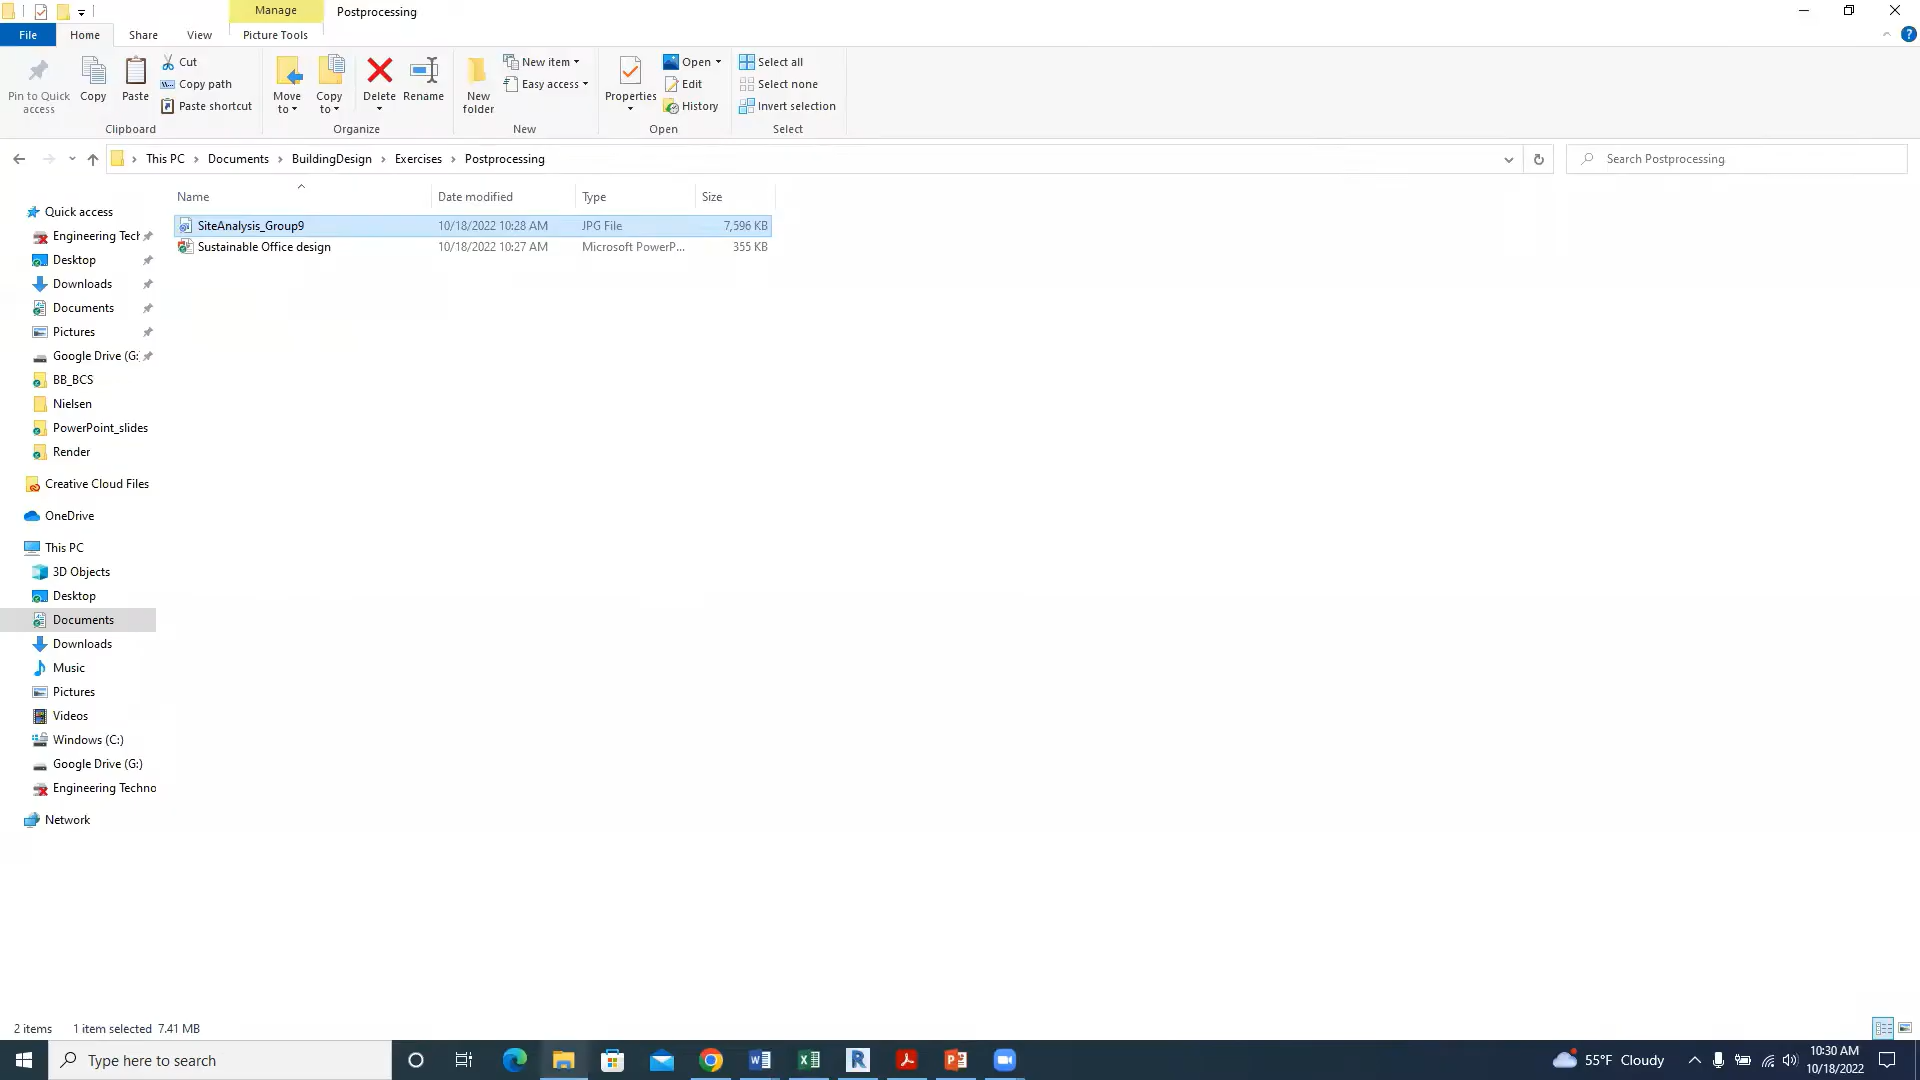 Manage
Postprocessing
File
Home
Share
View
Picture Tools
Pin to Quick access
Copy
Paste
Cut
Copy path
Paste shortcut
Clipboard
Move to
Copy to
Delete
Rename
Organize
New folder
New item
Easy access
New
Properties
Open
Edit
History
Open
Select all
Select none
Invert selection
Select
This PC
Documents
BuildingDesign
Exercises
Postprocessing
Search Postprocessing
Name
Date modified
Type
Size
SiteAnalysis_Group9 10/18/2022 10:28 AM JPG File 7,596 KB
Sustainable Office design 10/18/2022 10:27 AM Microsoft PowerP... 355 KB
Quick access
Engineering Tech
Desktop
Downloads
Documents
Pictures
Google Drive (G:
BB_BCS
Nielsen
PowerPoint_slides
Render
Creative Cloud Files
OneDrive
This PC
3D Objects
Desktop
Documents
Downloads
Music
Pictures
Videos
Windows (C:)
Google Drive (G:)
Engineering Techno
Network
2 items 1 item selected 7.41 MB
Type here to search
55°F Cloudy
10:30 AM
10/18/2022